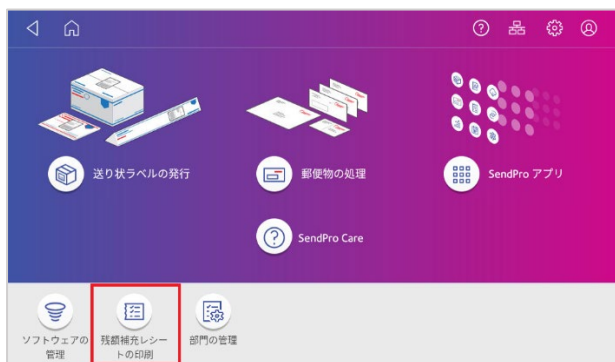 送り状ラベルの発行
郵便物の処理
SendPro アプリ
SendPro Care
ソフトウェアの
管理
残額補充レシー
トの印刷
部門の管理